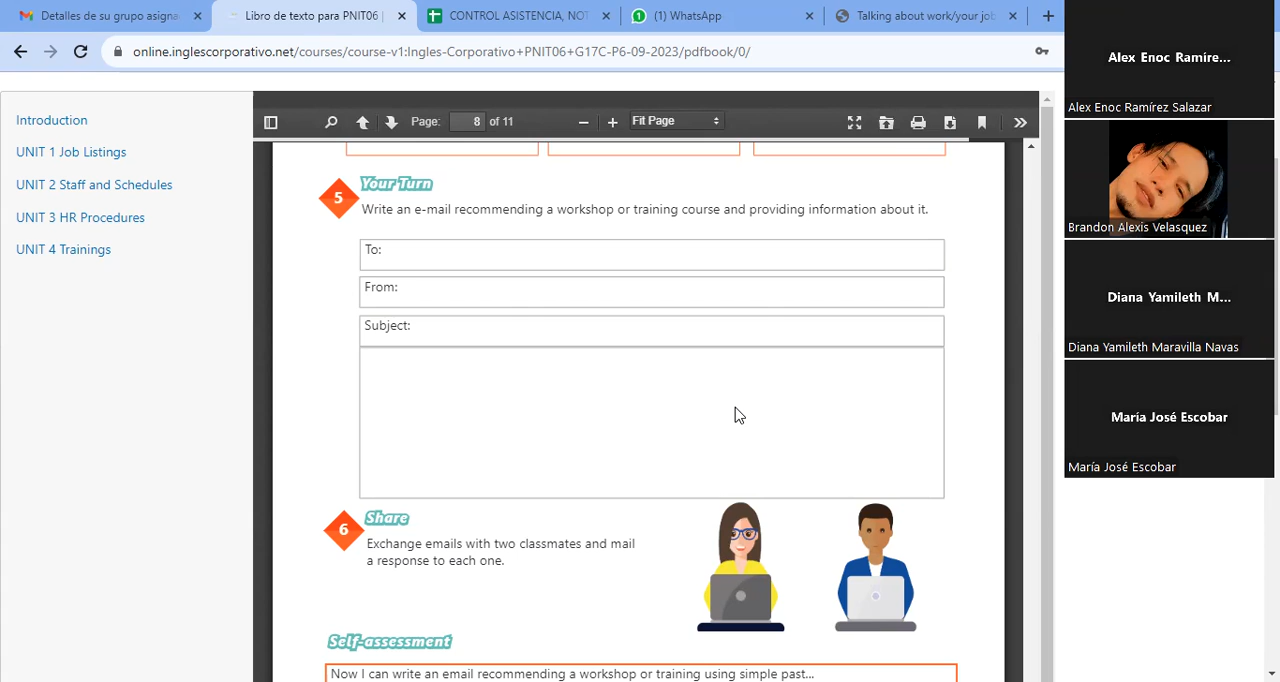 Detalles de su grupo asigna
Libro de texto para PNIT06 |
CONTROL ASISTENCIA, NOT
(1) WhatsApp
Talking about work/your job
online.inglescorporativo.net/courses/course-v1:Ingles-Corporativo+PNIT06+G17C-P6-09-2023/pdfbook/0/
Introduction
UNIT 1 Job Listings
UNIT 2 Staff and Schedules
UNIT 3 HR Procedures
UNIT 4 Trainings
Page: 8 of 11
Fit Page
5 Your Turn
Write an e-mail recommending a workshop or training course and providing information about it.
To:
From:
Subject:
6 Share
Exchange emails with two classmates and mail
a response to each one.
Self-assessment
Now I can write an email recommending a workshop or training using simple past...
Alex Enoc Ramíre...
Alex Enoc Ramírez Salazar
Brandon Alexis Velasquez
Diana Yamileth M...
Diana Yamileth Maravilla Navas
María José Escobar
María José Escobar